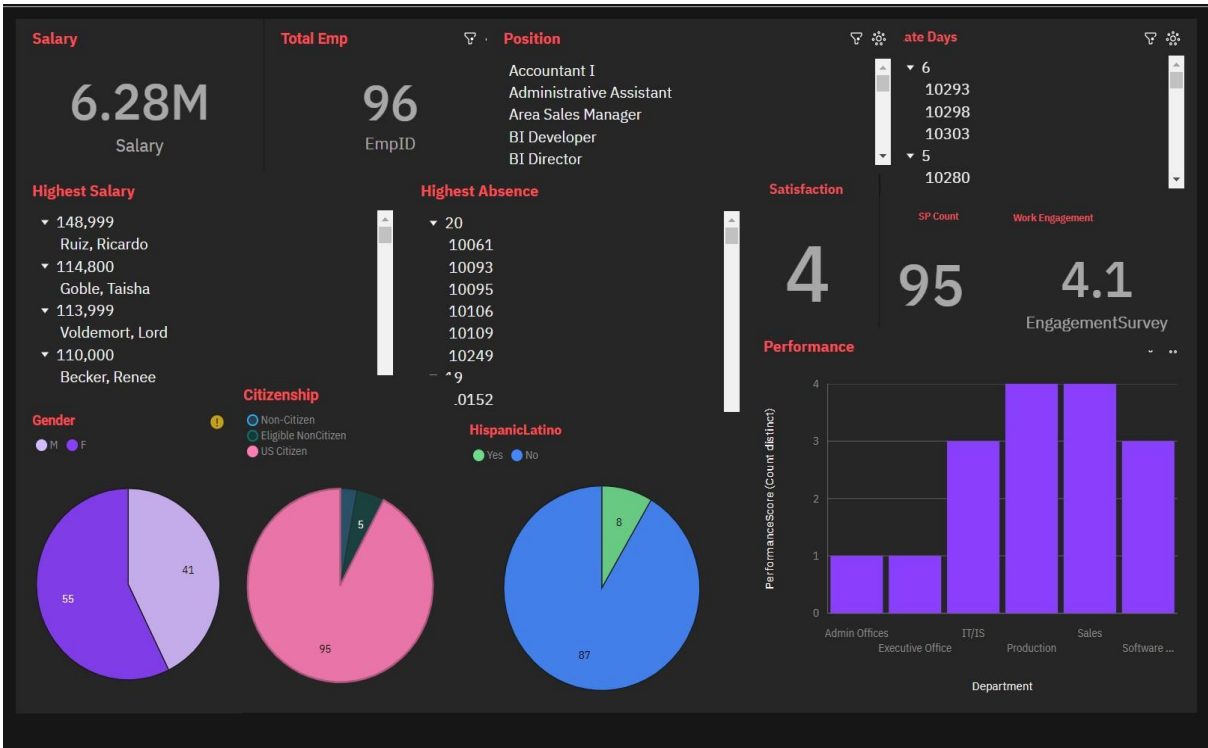 Salary
6.28M
Salary
Total Emp
96
EmpID
Position
Accountant I
Administrative Assistant
Area Sales Manager
BI Developer
BI Director
ate Days
6
10293
10298
10303
5
10280
Highest Salary
148,999
Ruiz, Ricardo
114,800
Goble, Taisha
113,999
Voldemort, Lord
110,000
Becker, Renee
Highest Absence
20
10061
10093
10095
10106
10109
10249
9
0152
Satisfaction
4
SP Count
95
Work Engagement
4.1
EngagementSurvey
Gender
M F
41
55
Citizenship
Non-Citizen
Eligible NonCitizen
US Citizen
5
95
HispanicLatino
Yes No
8
87
Performance
PerformanceScore (Count distinct)
4
3
2
1
0
Admin Offices
Executive Office
IT/IS
Production
Sales
Software ...
Department